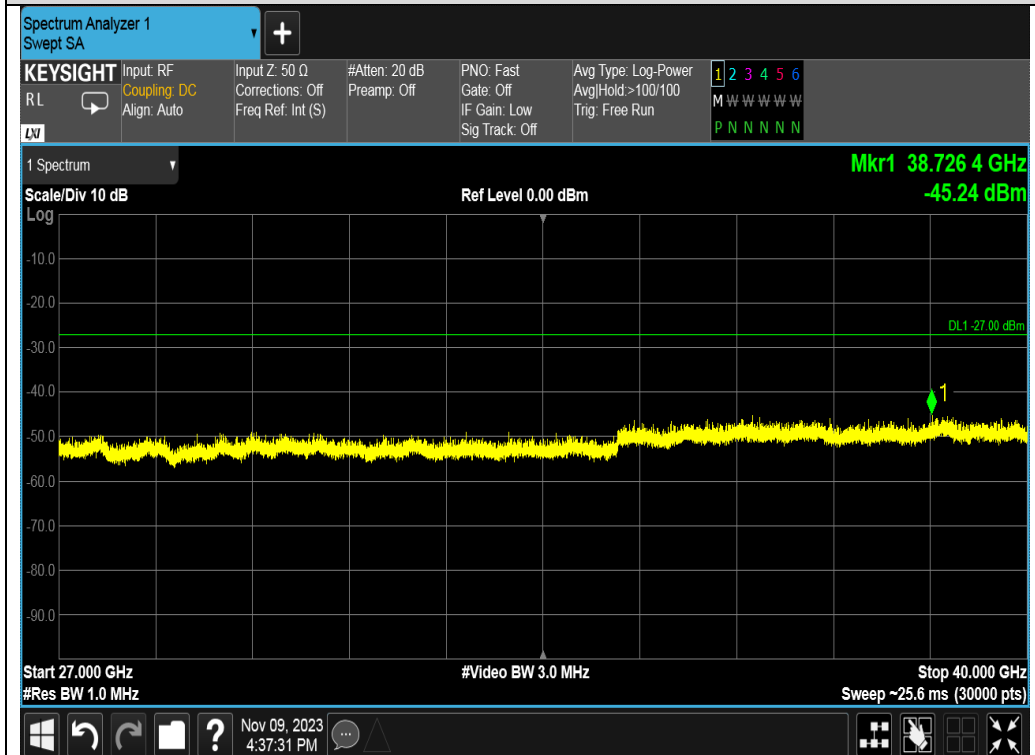 Spectrum Analyzer 1
Swept SA
+
KEYSIGHT
RL
LXI
Input: RF
Coupling: DC
Align: Auto
Input Z: 50 Ω
Corrections: Off
Freq Ref: Int (S)
#Atten: 20 dB
Preamp: Off
PNO: Fast
Gate: Off
IF Gain: Low
Sig Track: Off
Avg Type: Log-Power
Avg|Hold:>100/100
Trig: Free Run
1 2 3 4 5 6
M W W W W W
P N N N N N
1 Spectrum
Scale/Div 10 dB
Ref Level 0.00 dBm
Mkr1 38.726 4 GHz
-45.24 dBm
Log
-10.0
-20.0
DL1 -27.00 dBm
-30.0
-40.0
1
-50.0
-60.0
-70.0
-80.0
-90.0
Start 27.000 GHz
#Video BW 3.0 MHz
Stop 40.000 GHz
#Res BW 1.0 MHz
Sweep ~25.6 ms (30000 pts)
?
Nov 09, 2023
4:37:31 PM